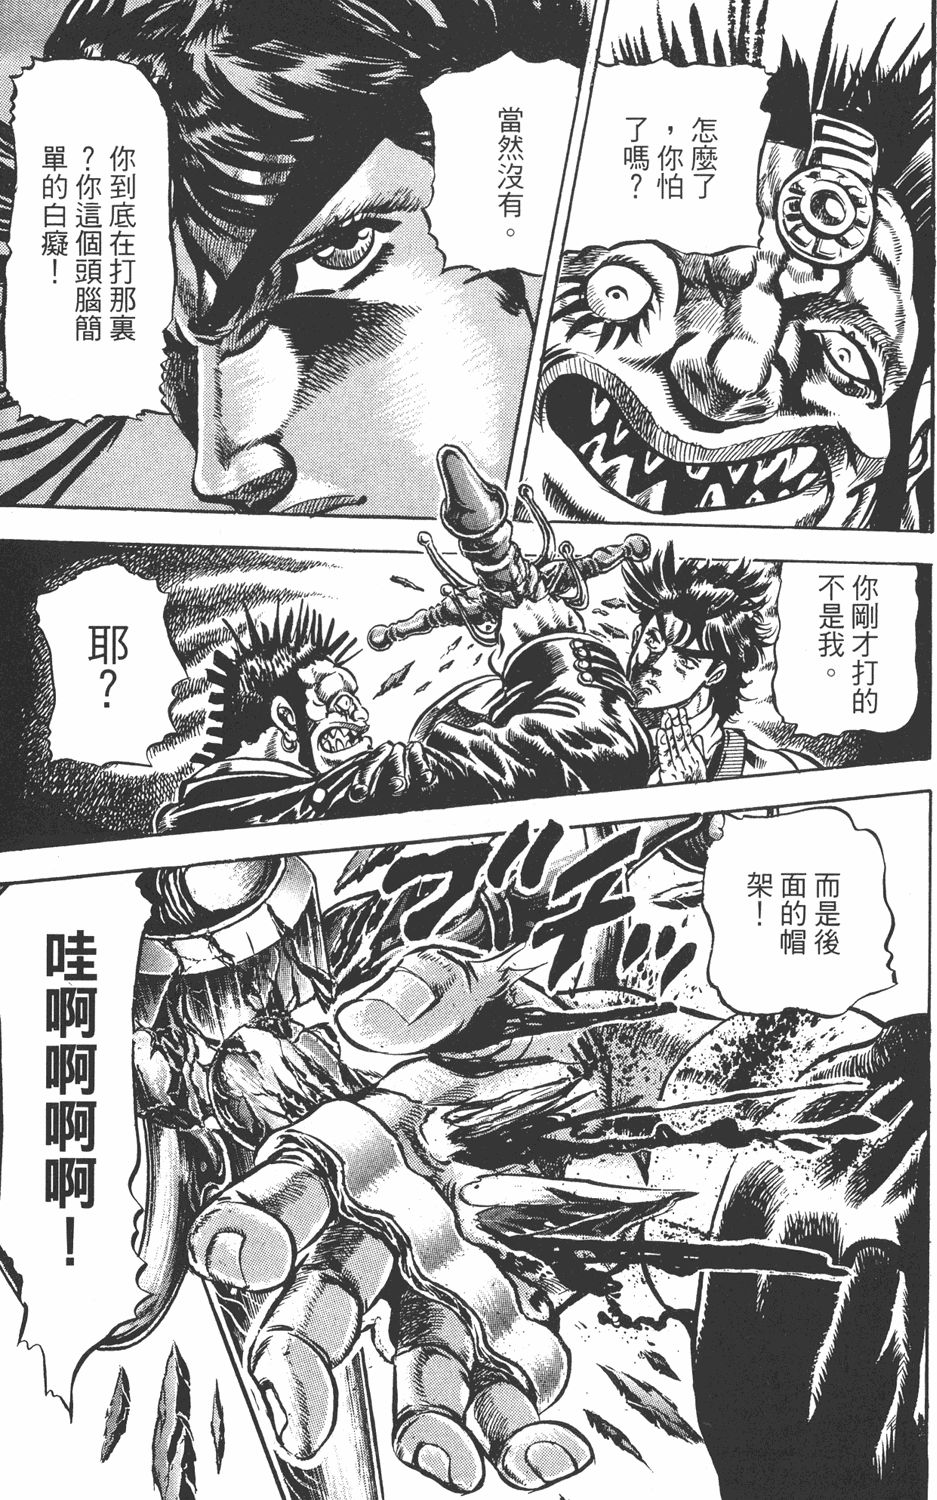 怎麼了
，你怕
了嗎？
當然沒有。
你到底在打那裏
？你這個頭腦簡
單的白癡！
你剛才打的
不是我。
耶？
而是後
面的帽
架！
ブチッ
哇啊啊啊啊！